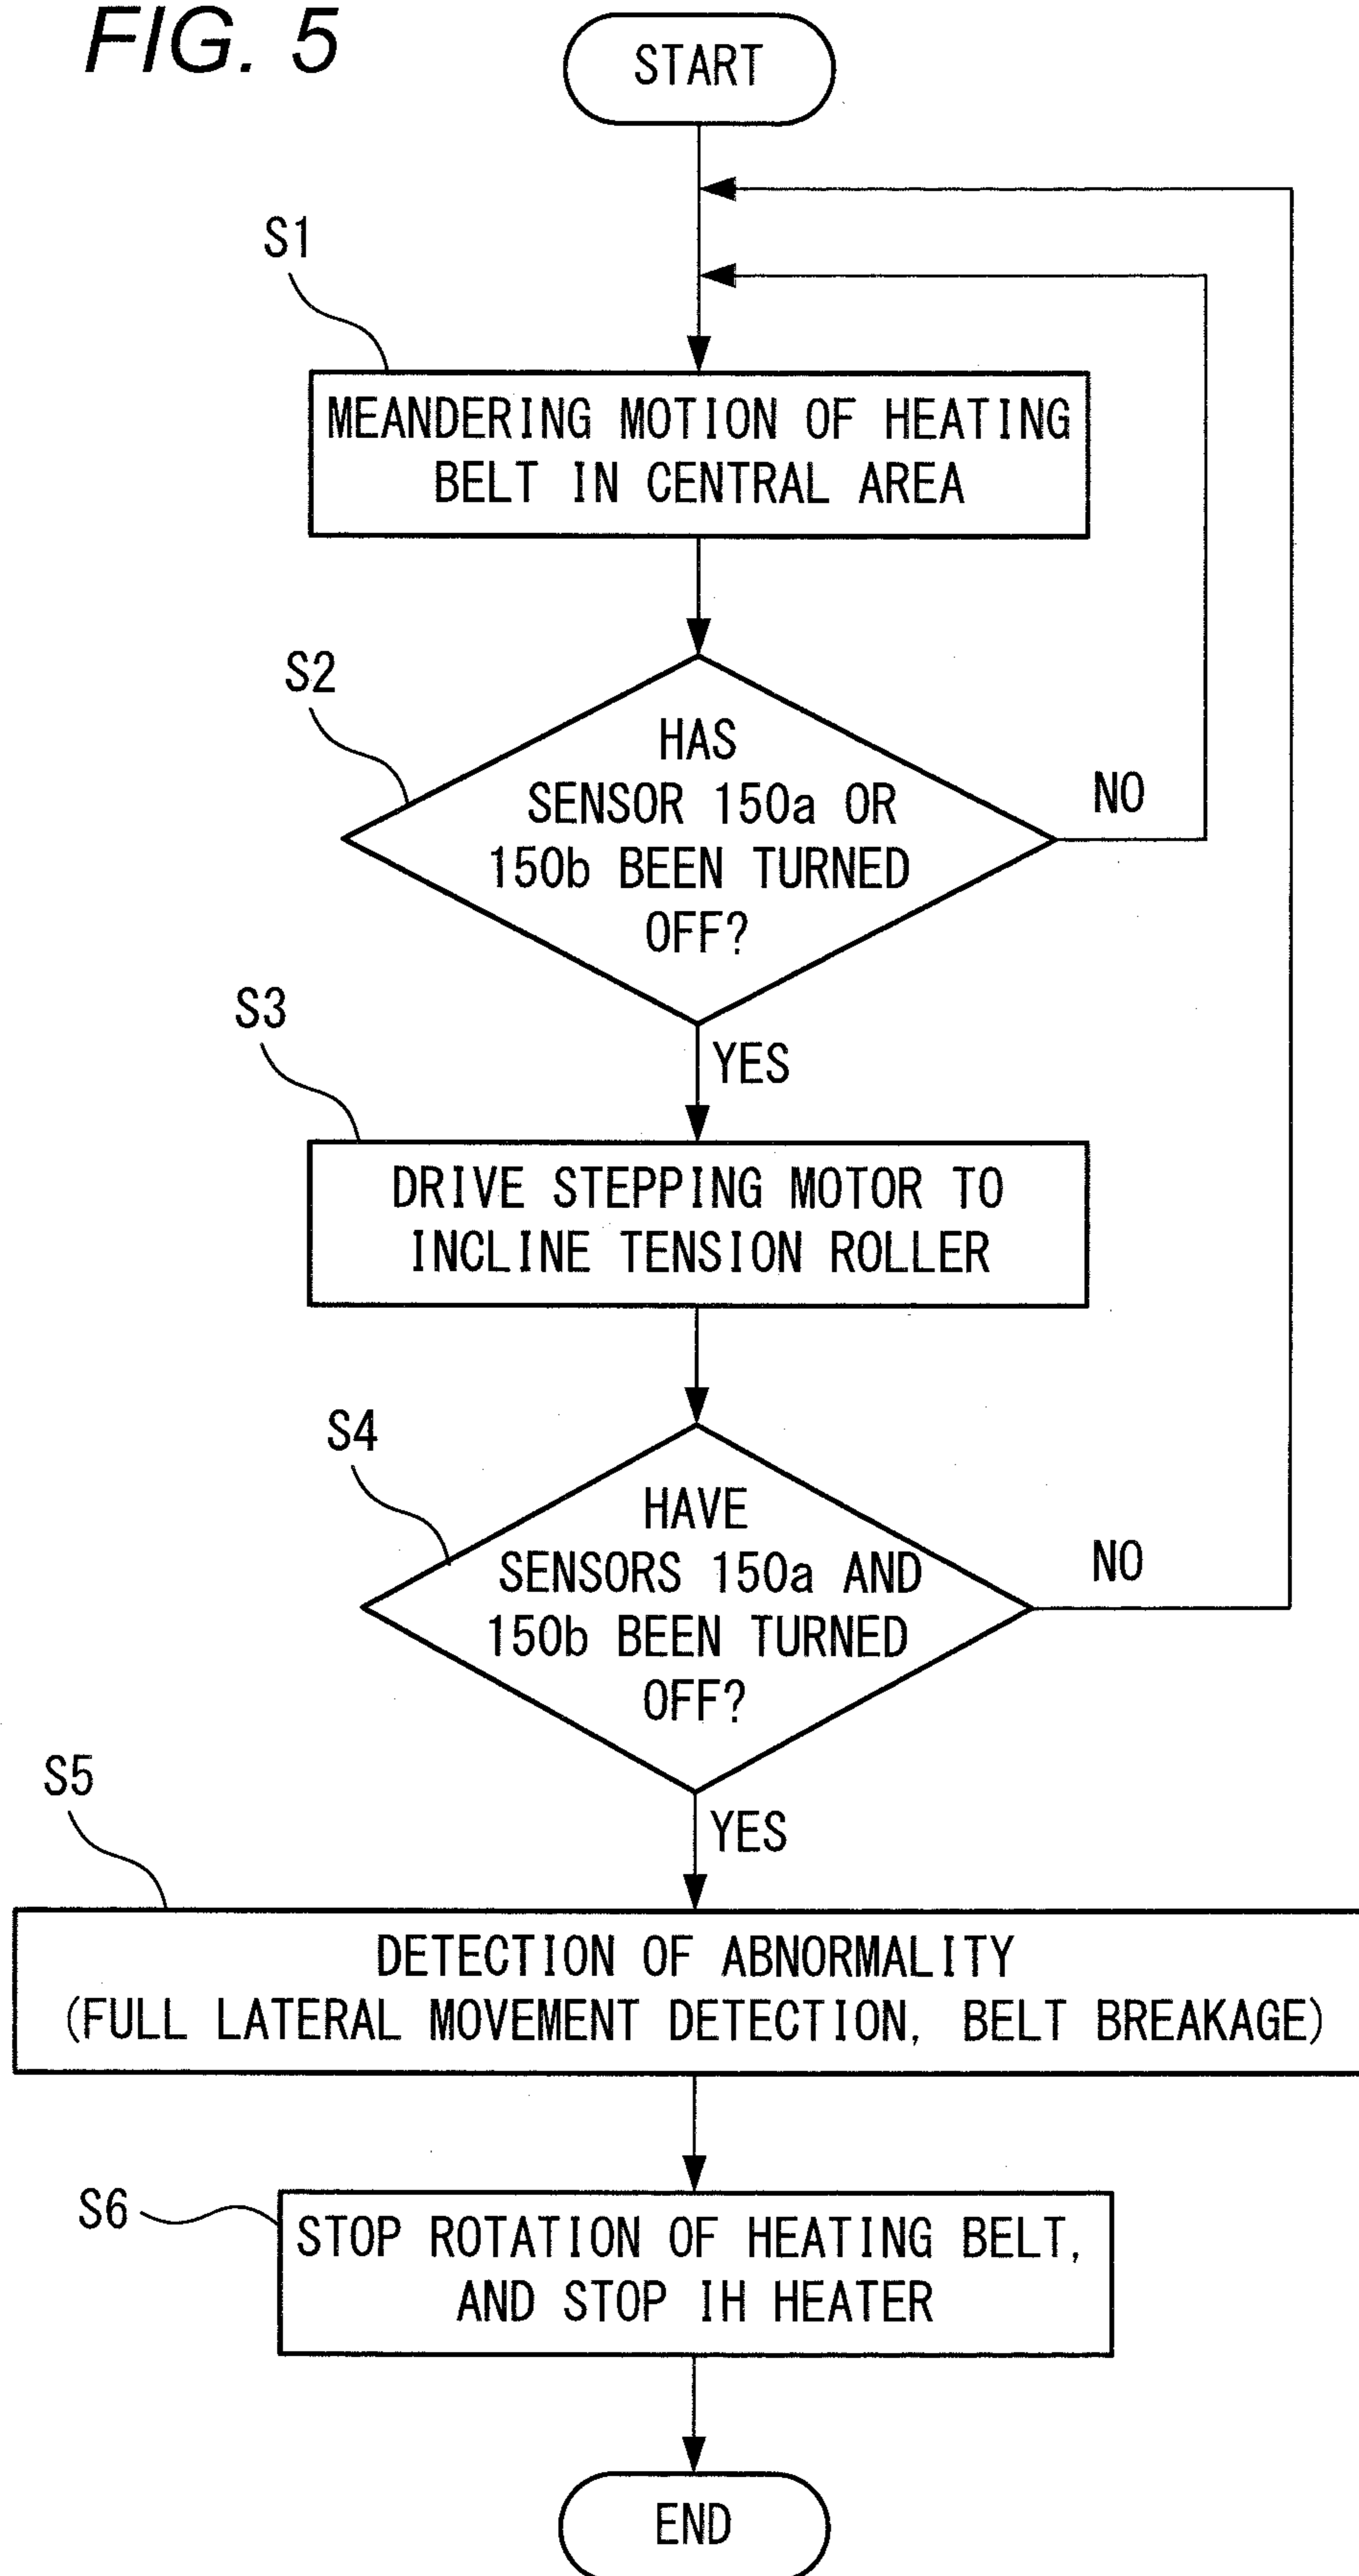 FIG. 5
START
S1
MEANDERING MOTION OF HEATING
BELT IN CENTRAL AREA
S2
HAS
SENSOR 150a OR
150b BEEN TURNED
OFF?
NO
YES
S3
DRIVE STEPPING MOTOR TO
INCLINE TENSION ROLLER
S4
HAVE
SENSORS 150a AND
150b BEEN TURNED
OFF?
NO
YES
S5
DETECTION OF ABNORMALITY
(FULL LATERAL MOVEMENT DETECTION, BELT BREAKAGE)
S6
STOP ROTATION OF HEATING BELT,
AND STOP IH HEATER
END